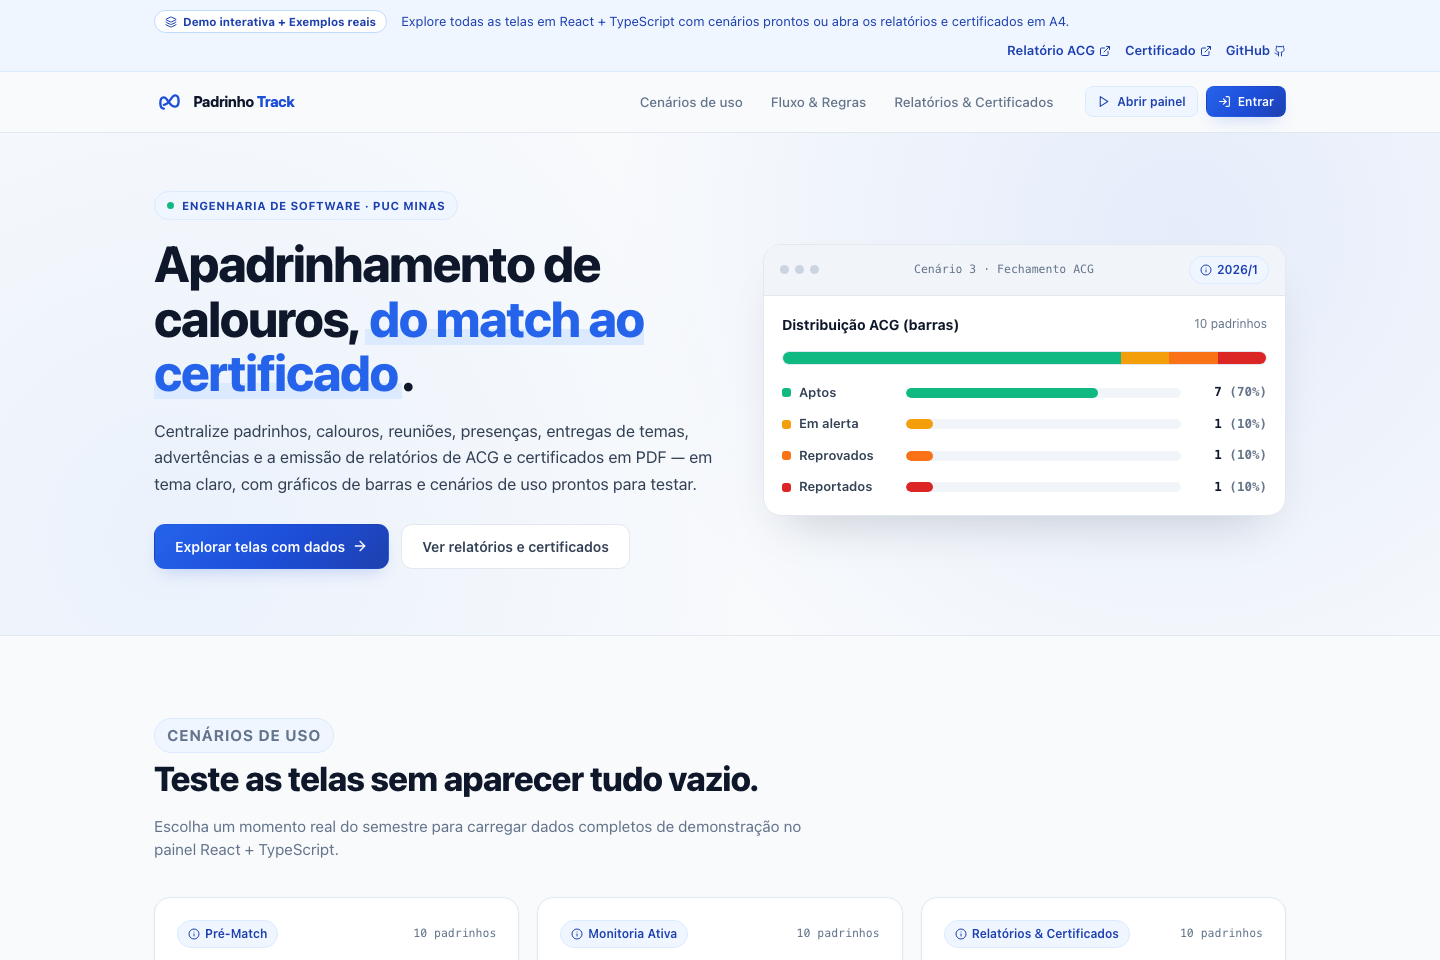 Demo interativa + Exemplos reais
Explore todas as telas em React + TypeScript com cenários prontos ou abra os relatórios e certificados em A4.
Relatório ACG
Certificado
GitHub
Padrinho Track
Cenários de uso
Fluxo & Regras
Relatórios & Certificados
Abrir painel
Entrar
ENGENHARIA DE SOFTWARE · PUC MINAS
Apadrinhamento de
calouros, do match ao
certificado.
Centralize padrinhos, calouros, reuniões, presenças, entregas de temas,
advertências e a emissão de relatórios de ACG e certificados em PDF — em
tema claro, com gráficos de barras e cenários de uso prontos para testar.
Explorar telas com dados
Ver relatórios e certificados
Cenário 3 · Fechamento ACG
2026/1
Distribuição ACG (barras)
10 padrinhos
Aptos
7 (70%)
Em alerta
1 (10%)
Reprovados
1 (10%)
Reportados
1 (10%)
CENÁRIOS DE USO
Teste as telas sem aparecer tudo vazio.
Escolha um momento real do semestre para carregar dados completos de demonstração no
painel React + TypeScript.
Pré-Match
10 padrinhos
Monitoria Ativa
10 padrinhos
Relatórios & Certificados
10 padrinhos